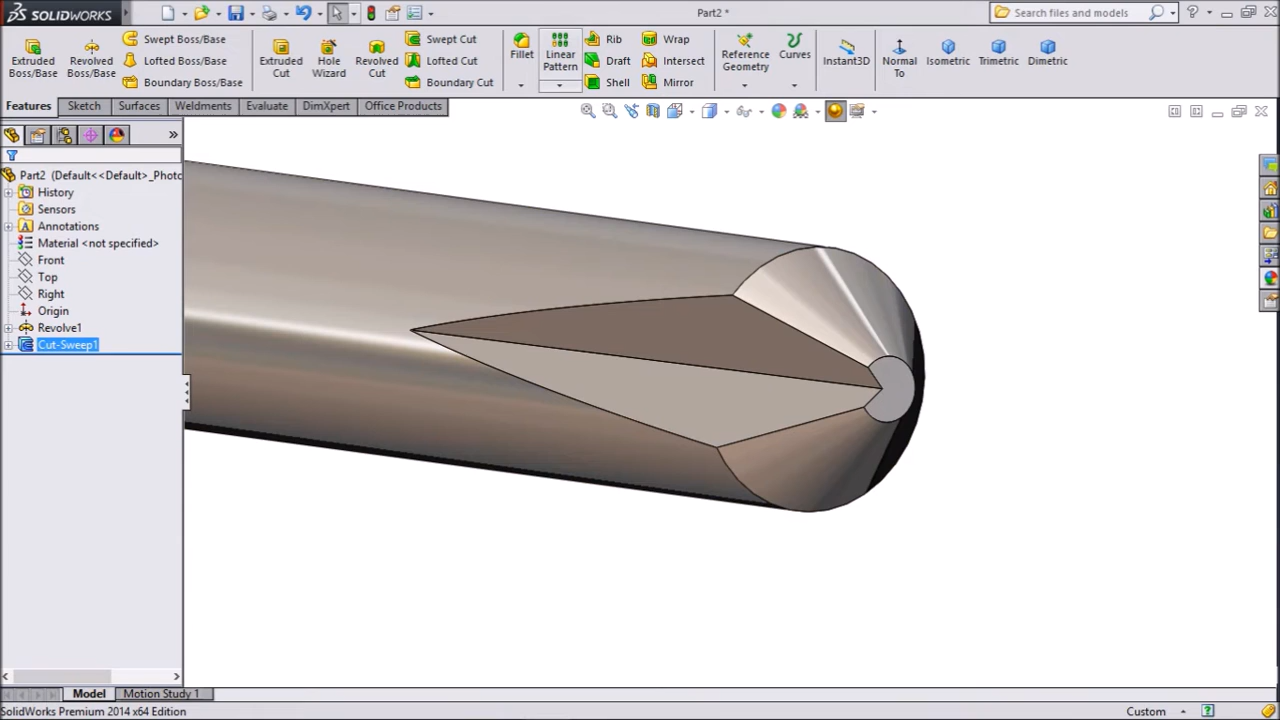 SOLIDWORKS
Part2 *
Search files and models
Extruded Boss/Base
Revolved Boss/Base
Swept Boss/Base
Lofted Boss/Base
Boundary Boss/Base
Extruded Cut
Hole Wizard
Revolved Cut
Swept Cut
Lofted Cut
Boundary Cut
Fillet
Linear Pattern
Rib
Draft
Shell
Wrap
Intersect
Mirror
Reference Geometry
Curves
Instant3D
Normal To
Isometric
Trimetric
Dimetric
Features
Sketch
Surfaces
Weldments
Evaluate
DimXpert
Office Products
Part2 (Default<<Default>_Photo
History
Sensors
Annotations
Material <not specified>
Front
Top
Right
Origin
Revolve1
Cut-Sweep1
Model
Motion Study 1
SolidWorks Premium 2014 x64 Edition
Custom